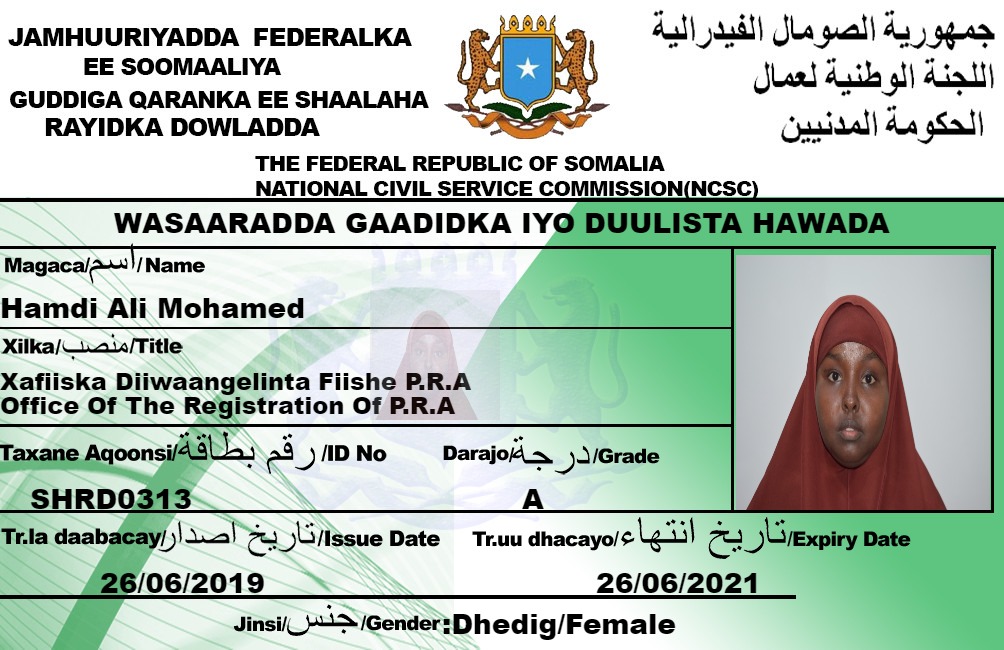 JAMHUURIYADDA FEDERALKA
EE SOOMAALIYA
GUDDIGA QARANKA EE SHAALAHA
RAYIDKA DOWLADDA
جمهورية الصومال الفيدرالية
اللجنة الوطنية لعمال
الحكومة المدنيين
THE FEDERAL REPUBLIC OF SOMALIA
NATIONAL CIVIL SERVICE COMMISSION(NCSC)
WASAARADDA GAADIDKA IYO DUULISTA HAWADA
Magaca/اسم/Name
Hamdi Ali Mohamed
Xilka/منصب/Title
Xafiiska Diiwaangelinta Fiishe P.R.A
Office Of The Registration Of P.R.A
Taxane Aqoonsi/رقم بطاقة/ID No Darajo/درجة/Grade
SHRD0313 A
Tr.la daabacay/تاريخ اصدار/Issue Date Tr.uu dhacayo/تاريخ انتهاء/Expiry Date
26/06/2019 26/06/2021
Jinsi/جنس/Gender:Dhedig/Female